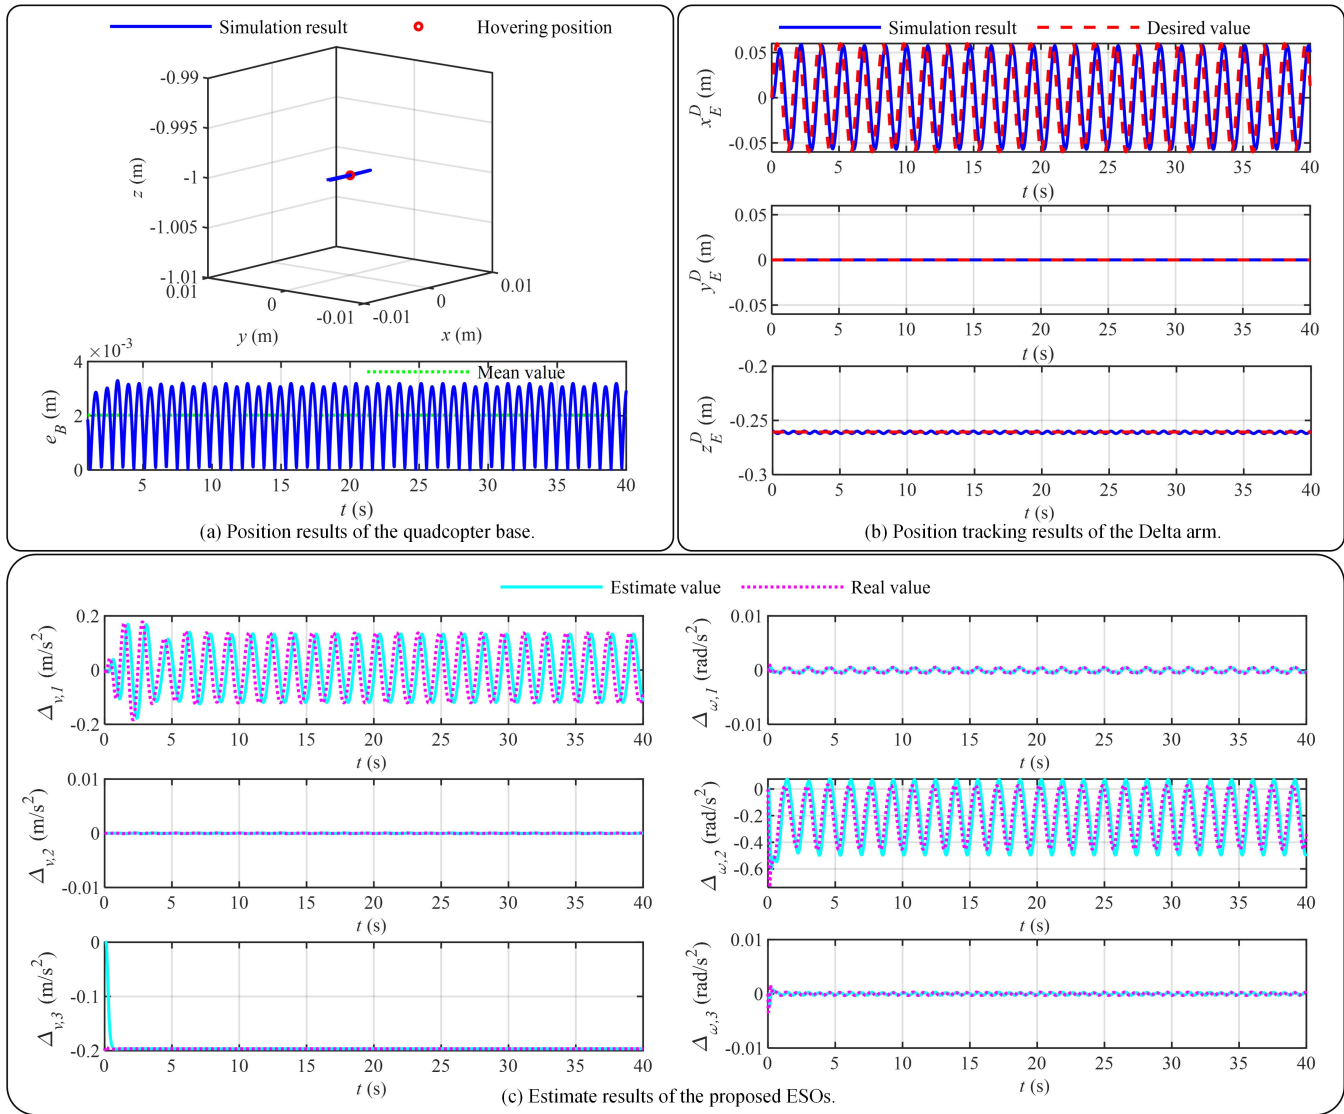 Simulation result Hovering position
-0.99
-0.995
-1
-1.005
-1.01
z (m)
0.01 0 -0.01
y (m)
-0.01 0 0.01
x (m)
×10^-3
4
2
0
e_B (m)
Mean value
5 10 15 20 25 30 35 40
t (s)
(a) Position results of the quadcopter base.
Simulation result Desired value
0.05
0
-0.05
x_E^D (m)
0 5 10 15 20 25 30 35 40
t (s)
0.05
0
-0.05
y_E^D (m)
0 5 10 15 20 25 30 35 40
t (s)
-0.2
-0.25
-0.3
z_E^D (m)
0 5 10 15 20 25 30 35 40
t (s)
(b) Position tracking results of the Delta arm.
Estimate value Real value
0.2
0
-0.2
Δ_v,1 (m/s^2)
0 5 10 15 20 25 30 35 40
t (s)
0.01
0
-0.01
Δ_v,2 (m/s^2)
0 5 10 15 20 25 30 35 40
t (s)
0
-0.1
-0.2
Δ_v,3 (m/s^2)
0 5 10 15 20 25 30 35 40
t (s)
0.01
0
-0.01
Δ_ω,1 (rad/s^2)
0 5 10 15 20 25 30 35 40
t (s)
0
-0.2
-0.4
-0.6
Δ_ω,2 (rad/s^2)
0 5 10 15 20 25 30 35 40
t (s)
0.01
0
-0.01
Δ_ω,3 (rad/s^2)
0 5 10 15 20 25 30 35 40
t (s)
(c) Estimate results of the proposed ESOs.